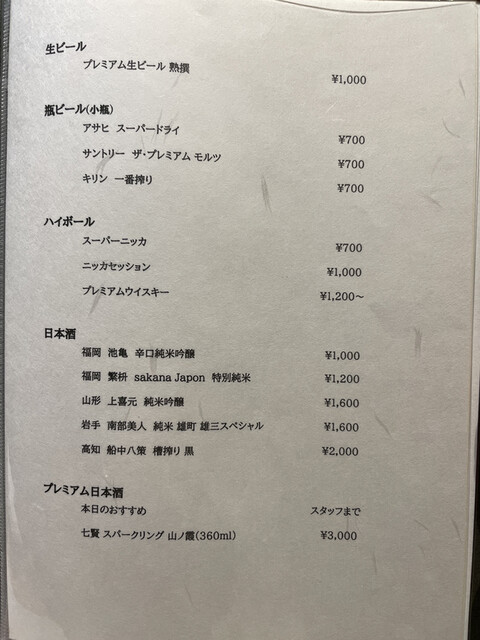 生ビール
プレミアム生ビール 熟撰 ¥1,000
瓶ビール(小瓶)
アサヒ スーパードライ ¥700
サントリー ザ・プレミアム モルツ ¥700
キリン 一番搾り ¥700
ハイボール
スーパーニッカ ¥700
ニッカセッション ¥1,000
プレミアムウイスキー ¥1,200～
日本酒
福岡 池亀 辛口純米吟醸 ¥1,000
福岡 繁枡 sakana Japon 特別純米 ¥1,200
山形 上喜元 純米吟醸 ¥1,600
岩手 南部美人 純米 雄町 雄三スペシャル ¥1,600
高知 船中八策 槽搾り 黒 ¥2,000
プレミアム日本酒
本日のおすすめ スタッフまで
七賢 スパークリング 山ノ霞(360ml) ¥3,000